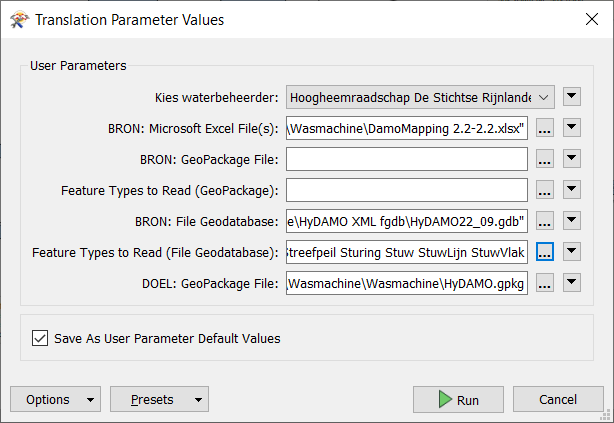 Translation Parameter Values
User Parameters
Kies waterbeheerder: Hoogheemraadschap De Stichtse Rijnlande
BRON: Microsoft Excel File(s): \Wasmachine\DamoMapping 2.2-2.2.xlsx" ...
BRON: GeoPackage File: ...
Feature Types to Read (GeoPackage): ...
BRON: File Geodatabase: e\HyDAMO XML fgdb\HyDAMO22_09.gdb" ...
Feature Types to Read (File Geodatabase): Streefpeil Sturing Stuw StuwLijn StuwVlak ...
DOEL: GeoPackage File: \Wasmachine\Wasmachine\HyDAMO.gpkg ...
Save As User Parameter Default Values
Options Presets Run Cancel